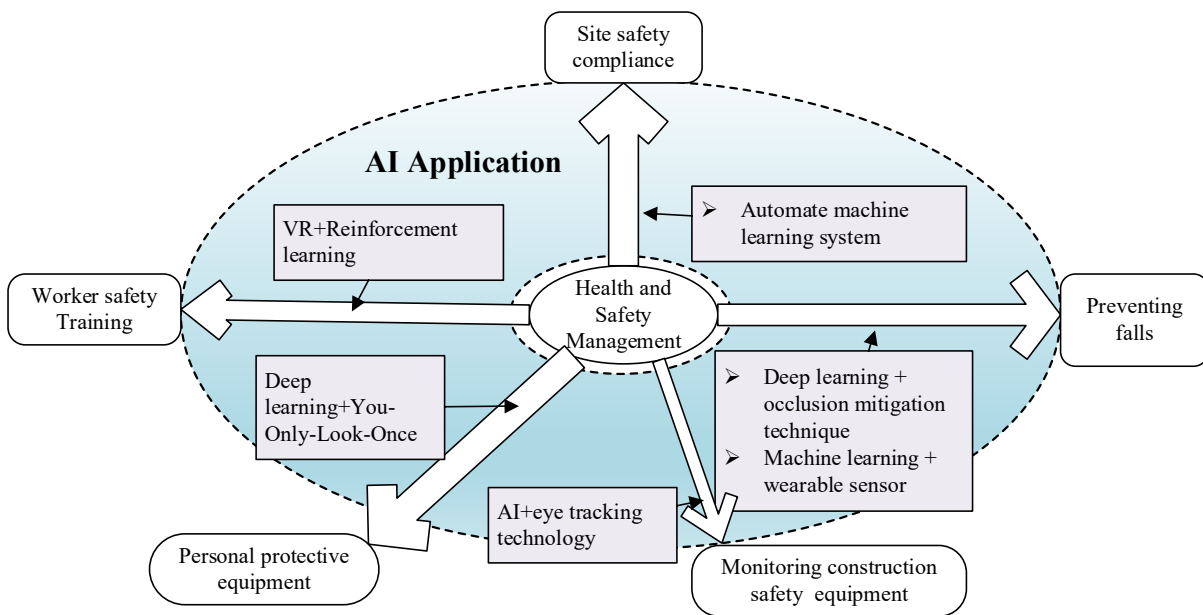 Site safety
compliance
AI Application
VR+Reinforcement
learning
➢ Automate machine
learning system
Worker safety
Training
Health and
Safety
Management
Preventing
falls
Deep
learning+You-
Only-Look-Once
➢ Deep learning +
occlusion mitigation
technique
➢ Machine learning +
wearable sensor
AI+eye tracking
technology
Personal protective
equipment
Monitoring construction
safety equipment